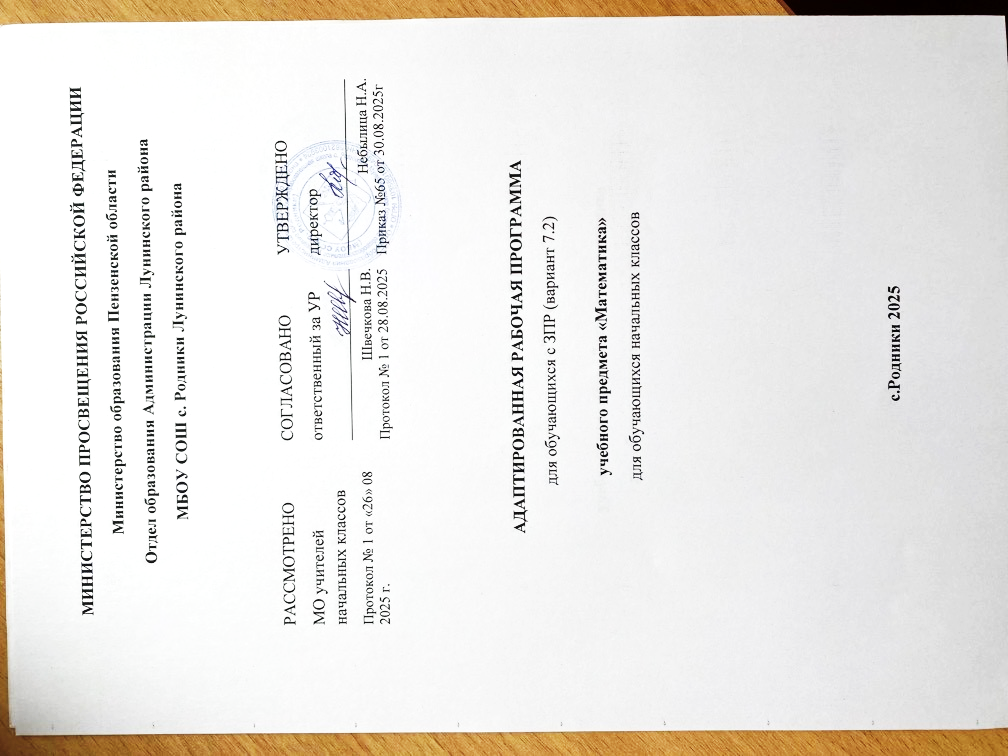 МИНИСТЕРСТВО ПРОСВЕЩЕНИЯ РОССИЙСКОЙ ФЕДЕРАЦИИ
Министерство образования Пензенской области
Отдел образования Администрации Лунинского района
МБОУ СОШ с. Родники Лунинского района
РАССМОТРЕНО
МО учителей
начальных классов
Протокол № 1 от «26» 08
2025 г.
СОГЛАСОВАНО
ответственный за УР
Швечкова Н.В.
Протокол № 1 от 28.08.2025
УТВЕРЖДЕНО
директор
Небылица Н.А.
Приказ №65 от 30.08.2025г
АДАПТИРОВАННАЯ РАБОЧАЯ ПРОГРАММА
для обучающихся с ЗПР (вариант 7.2)
учебного предмета «Математика»
для обучающихся начальных классов
с.Родники 2025